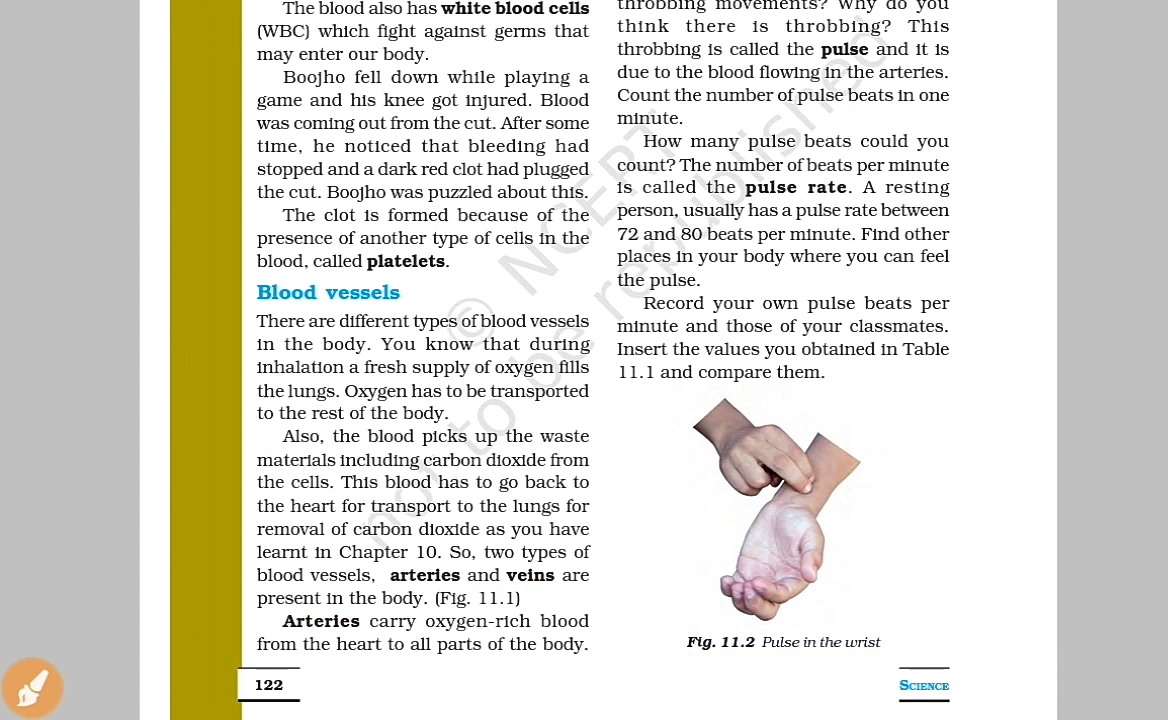 The blood also has white blood cells
(WBC) which fight against germs that
may enter our body.
Boojho fell down while playing a
game and his knee got injured. Blood
was coming out from the cut. After some
time, he noticed that bleeding had
stopped and a dark red clot had plugged
the cut. Boojho was puzzled about this.
The clot is formed because of the
presence of another type of cells in the
blood, called platelets.
Blood vessels
There are different types of blood vessels
in the body. You know that during
inhalation a fresh supply of oxygen fills
the lungs. Oxygen has to be transported
to the rest of the body.
Also, the blood picks up the waste
materials including carbon dioxide from
the cells. This blood has to go back to
the heart for transport to the lungs for
removal of carbon dioxide as you have
learnt in Chapter 10. So, two types of
blood vessels, arteries and veins are
present in the body. (Fig. 11.1)
Arteries carry oxygen-rich blood
from the heart to all parts of the body.
throbbing movements? Why do you
think there is throbbing? This
throbbing is called the pulse and it is
due to the blood flowing in the arteries.
Count the number of pulse beats in one
minute.
How many pulse beats could you
count? The number of beats per minute
is called the pulse rate. A resting
person, usually has a pulse rate between
72 and 80 beats per minute. Find other
places in your body where you can feel
the pulse.
Record your own pulse beats per
minute and those of your classmates.
Insert the values you obtained in Table
11.1 and compare them.
Fig. 11.2 Pulse in the wrist
122
SCIENCE
© NCERT
not to be republished